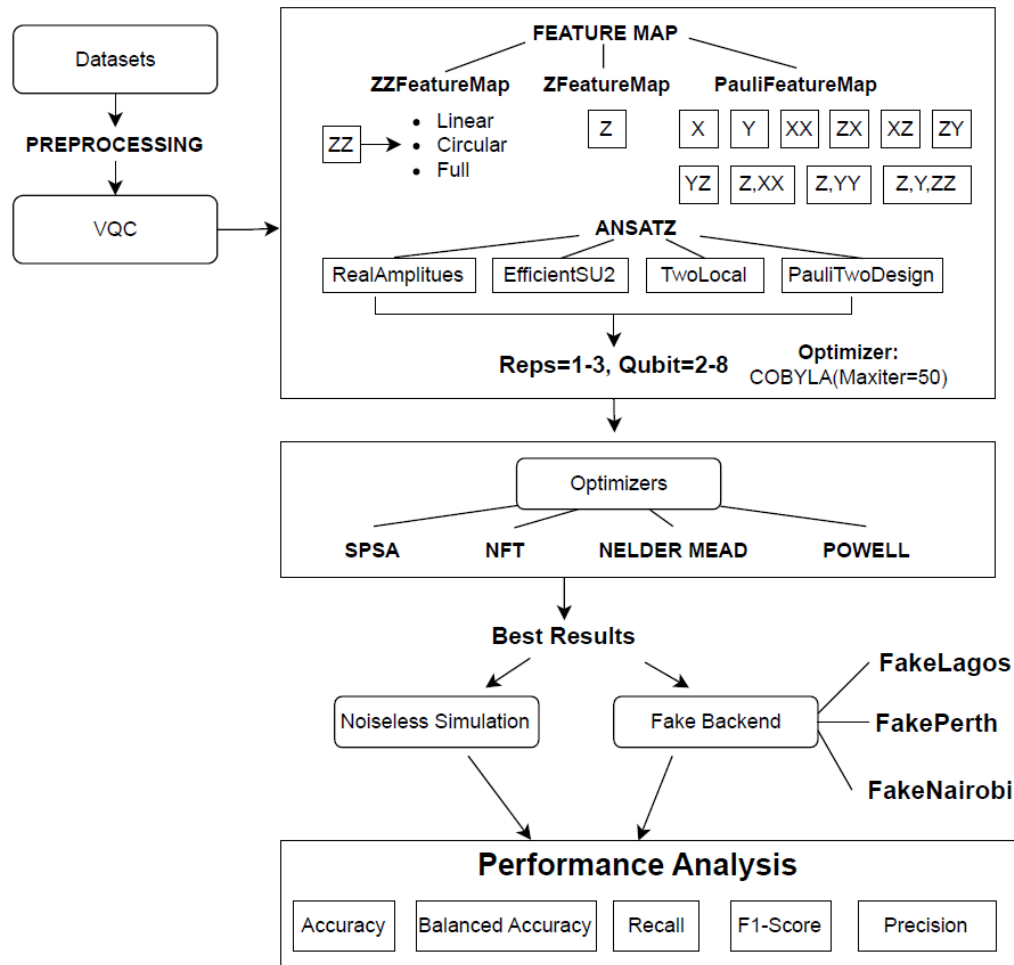 Datasets
PREPROCESSING
VQC
FEATURE MAP
ZZFeatureMap ZFeatureMap PauliFeatureMap
ZZ
• Linear
• Circular
• Full
Z
X Y XX ZX XZ ZY
YZ Z,XX Z,YY Z,Y,ZZ
ANSATZ
RealAmplitues EfficientSU2 TwoLocal PauliTwoDesign
Reps=1-3, Qubit=2-8
Optimizer:
COBYLA(Maxiter=50)
Optimizers
SPSA NFT NELDER MEAD POWELL
Best Results
Noiseless Simulation Fake Backend
FakeLagos
FakePerth
FakeNairobi
Performance Analysis
Accuracy Balanced Accuracy Recall F1-Score Precision